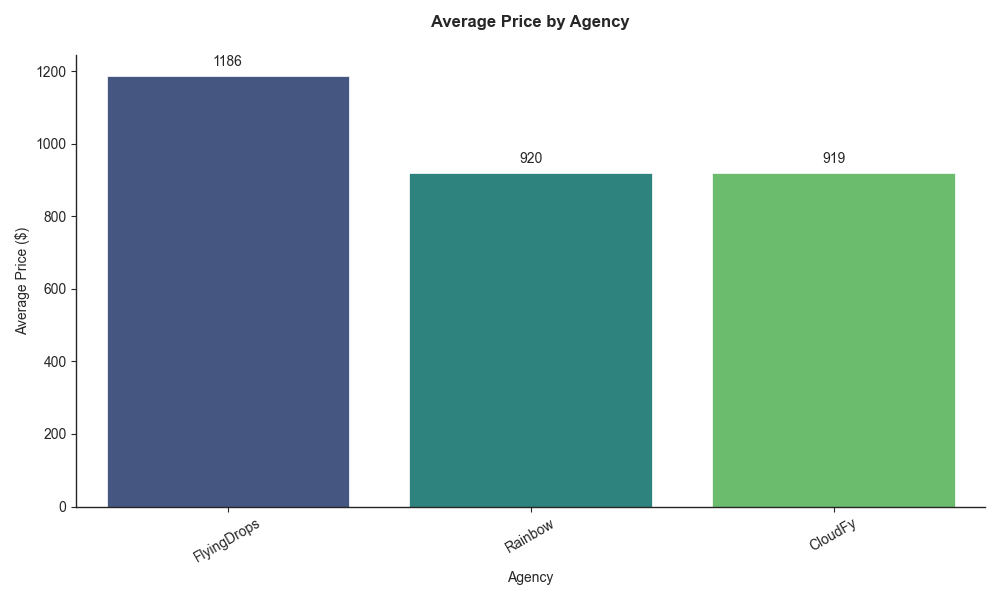 Average Price by Agency
1186
920
919
1200
1000
800
600
400
200
0
Average Price ($)
FlyingDrops
Rainbow
CloudFy
Agency